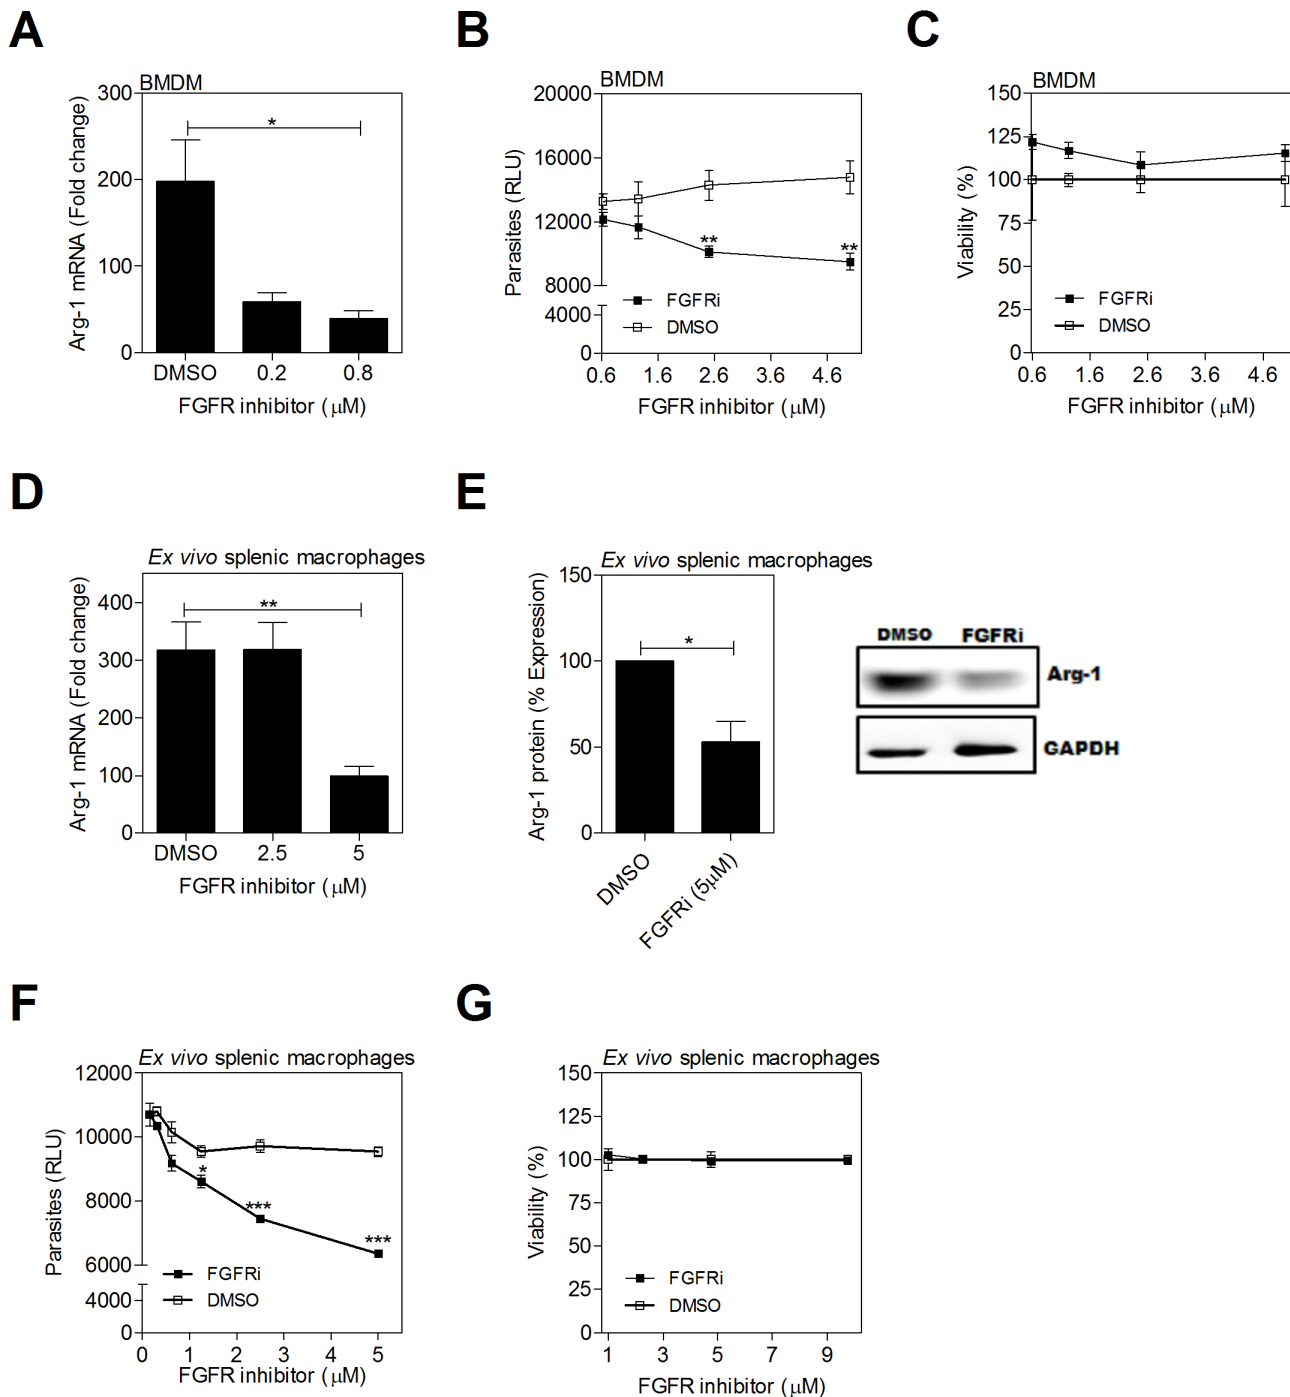 A
BMDM
300
200
100
0
Arg-1 mRNA (Fold change)
*
DMSO 0.2 0.8
FGFR inhibitor (μM)
B
BMDM
20000
16000
12000
8000
4000
0
Parasites (RLU)
**
**
FGFRi
DMSO
0.6 1.6 2.6 3.6 4.6
FGFR inhibitor (μM)
C
BMDM
150
125
100
75
50
25
0
Viability (%)
FGFRi
DMSO
0.6 1.6 2.6 3.6 4.6
FGFR inhibitor (μM)
D
Ex vivo splenic macrophages
400
300
200
100
0
Arg-1 mRNA (Fold change)
**
DMSO 2.5 5
FGFR inhibitor (μM)
E
Ex vivo splenic macrophages
150
100
50
0
Arg-1 protein (% Expression)
*
DMSO
FGFRi (5μM)
DMSO FGFRi
Arg-1
GAPDH
F
Ex vivo splenic macrophages
12000
10000
8000
6000
4000
0
Parasites (RLU)
*
***
***
FGFRi
DMSO
0 1 2 3 4 5
FGFR inhibitor (μM)
G
Ex vivo splenic macrophages
150
125
100
75
50
25
0
Viability (%)
FGFRi
DMSO
1 3 5 7 9
FGFR inhibitor (μM)